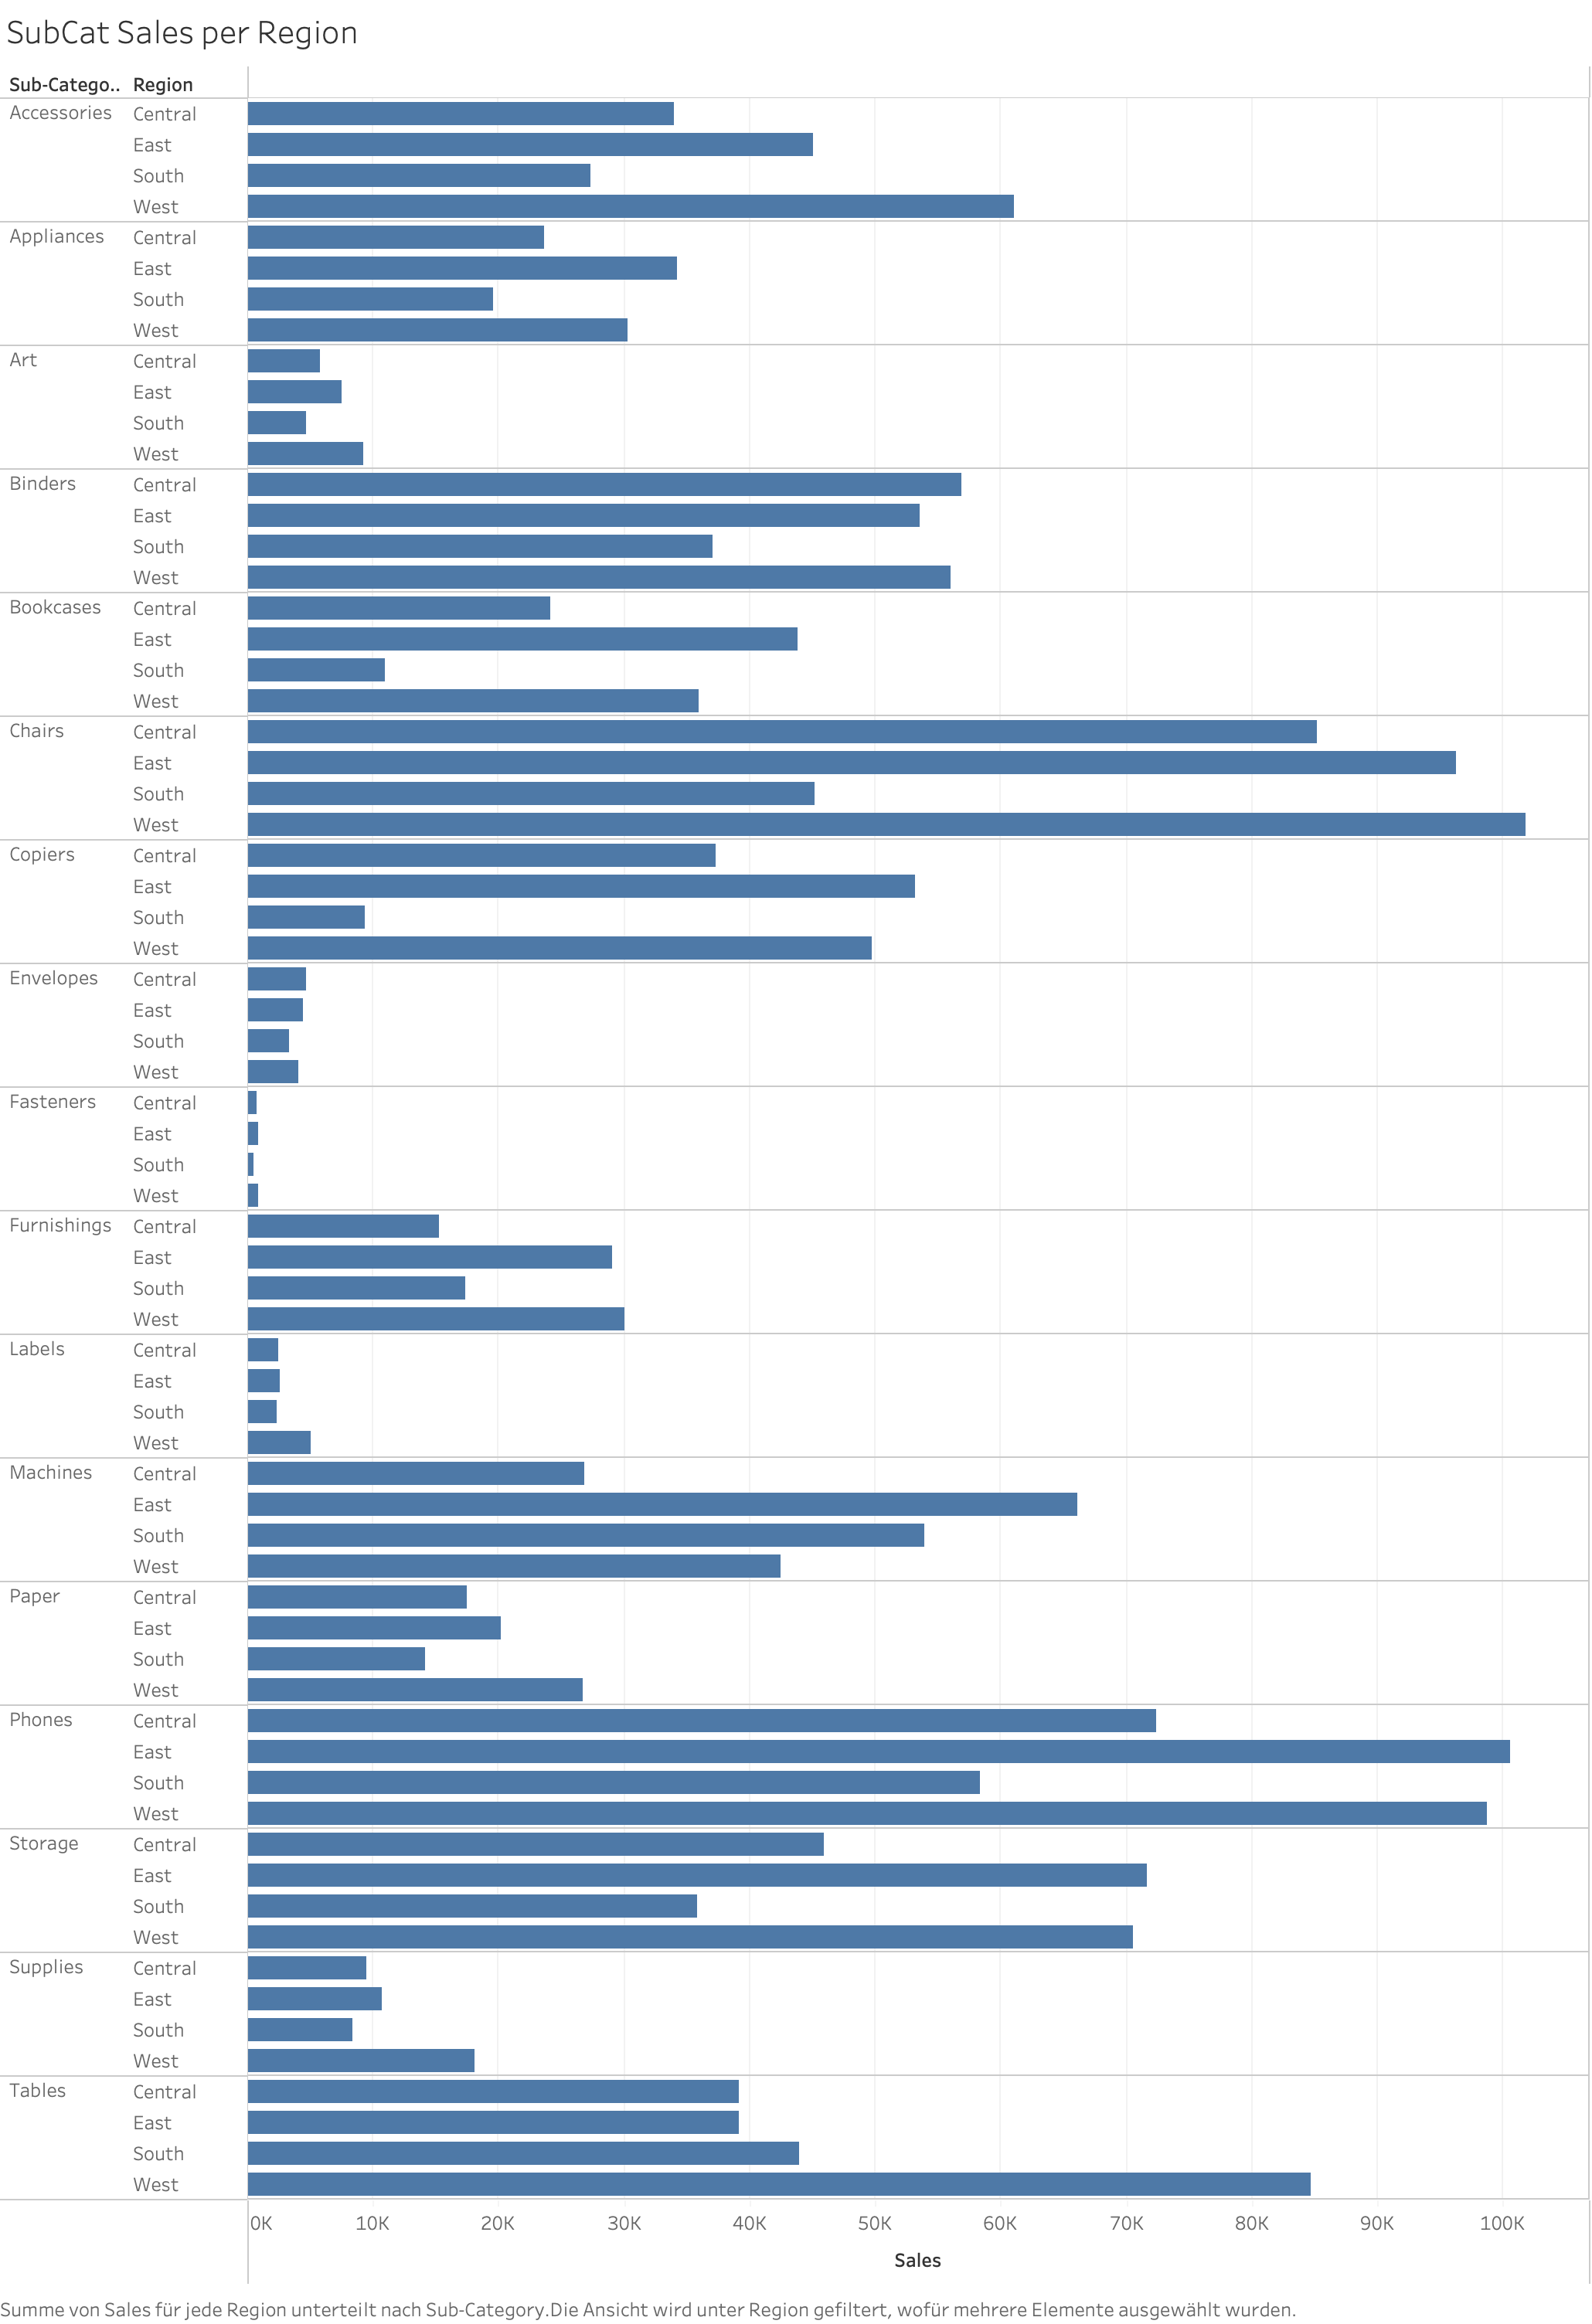 SubCat Sales per Region
Sub-Catego.. Region
Accessories Central
East
South
West
Appliances Central
East
South
West
Art Central
East
South
West
Binders Central
East
South
West
Bookcases Central
East
South
West
Chairs Central
East
South
West
Copiers Central
East
South
West
Envelopes Central
East
South
West
Fasteners Central
East
South
West
Furnishings Central
East
South
West
Labels Central
East
South
West
Machines Central
East
South
West
Paper Central
East
South
West
Phones Central
East
South
West
Storage Central
East
South
West
Supplies Central
East
South
West
Tables Central
East
South
West
0K 10K 20K 30K 40K 50K 60K 70K 80K 90K 100K
Sales
Summe von Sales für jede Region unterteilt nach Sub-Category.Die Ansicht wird unter Region gefiltert, wofür mehrere Elemente ausgewählt wurden.